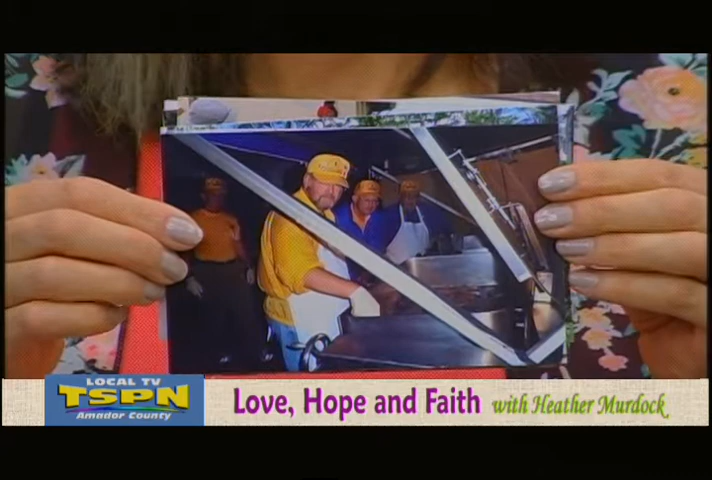 LOCAL TV
TSPN
Amador County
Love, Hope and Faith with Heather Murdock